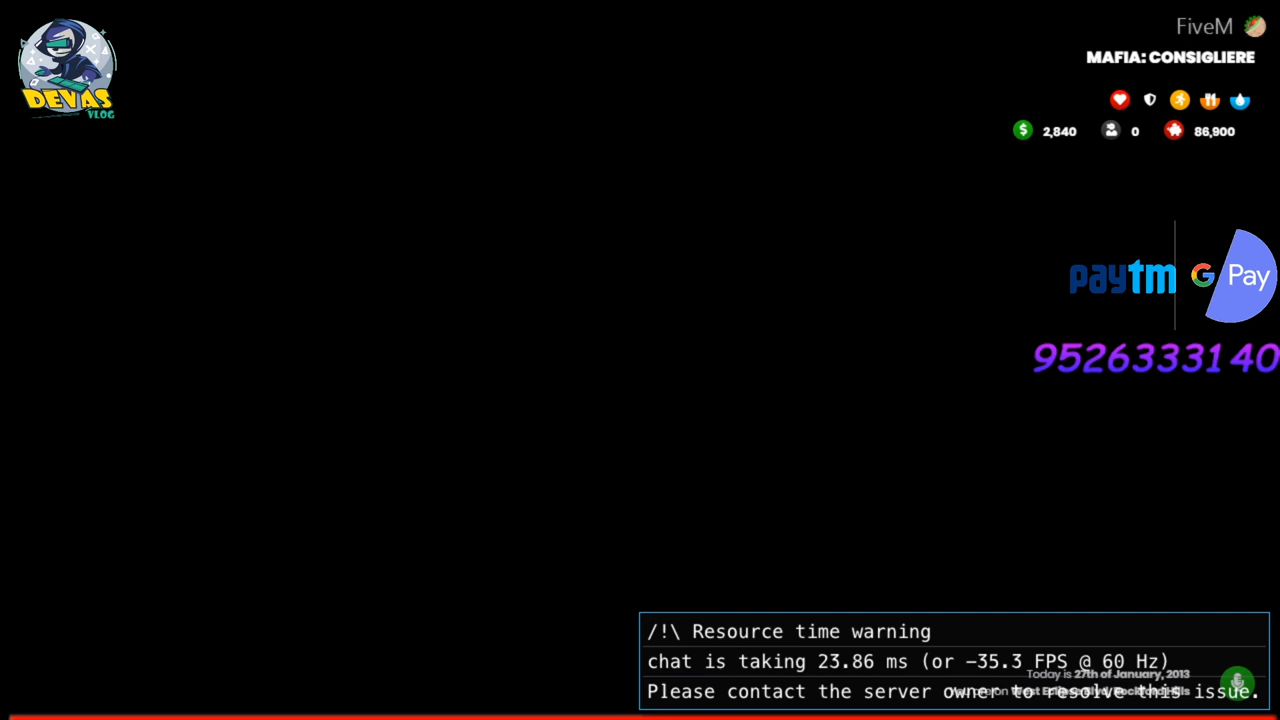 DEVAS
VLOG
FiveM
MAFIA: CONSIGLIERE
2,840
0
86,900
paytm
G Pay
9526333140
/!\ Resource time warning
chat is taking 23.86 ms (or -35.3 FPS @ 60 Hz)
Today is 27th of January, 2013
Please contact the server owner to resolve this issue.